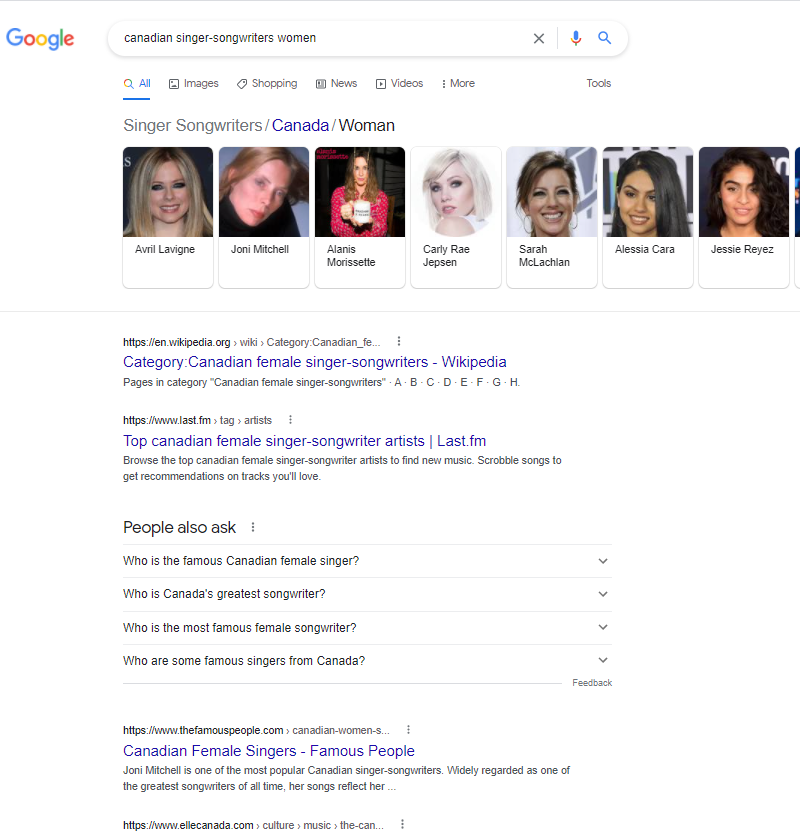 Google
canadian singer-songwriters women
All
Images
Shopping
News
Videos
More
Tools
Singer Songwriters / Canada / Woman
Avril Lavigne
Joni Mitchell
Alanis
Morissette
Carly Rae
Jepsen
Sarah
McLachlan
Alessia Cara
Jessie Reyez
https://en.wikipedia.org › wiki › Category:Canadian_fe...
Category:Canadian female singer-songwriters - Wikipedia
Pages in category "Canadian female singer-songwriters" · A · B · C · D · E · F · G · H.
https://www.last.fm › tag › artists
Top canadian female singer-songwriter artists | Last.fm
Browse the top canadian female singer-songwriter artists to find new music. Scrobble songs to
get recommendations on tracks you'll love.
People also ask
Who is the famous Canadian female singer?
Who is Canada's greatest songwriter?
Who is the most famous female songwriter?
Who are some famous singers from Canada?
Feedback
https://www.thefamouspeople.com › canadian-women-s...
Canadian Female Singers - Famous People
Joni Mitchell is one of the most popular Canadian singer-songwriters. Widely regarded as one of
the greatest songwriters of all time, her songs reflect her ...
https://www.ellecanada.com › culture › music › the-can...